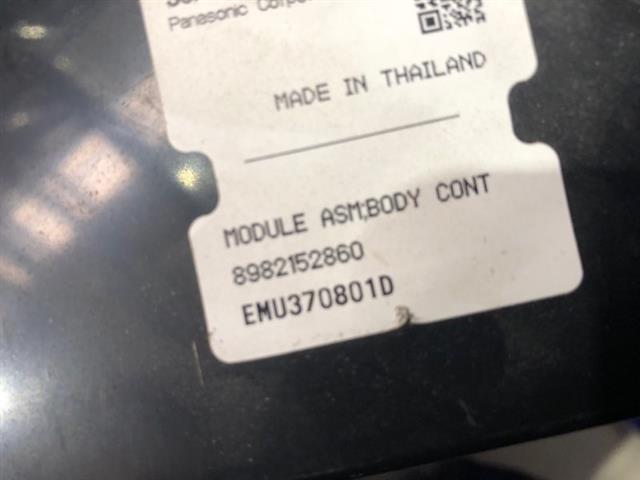 Panasonic
MADE IN THAILAND
MODULE ASM;BODY CONT
8982152860
EMU370801D